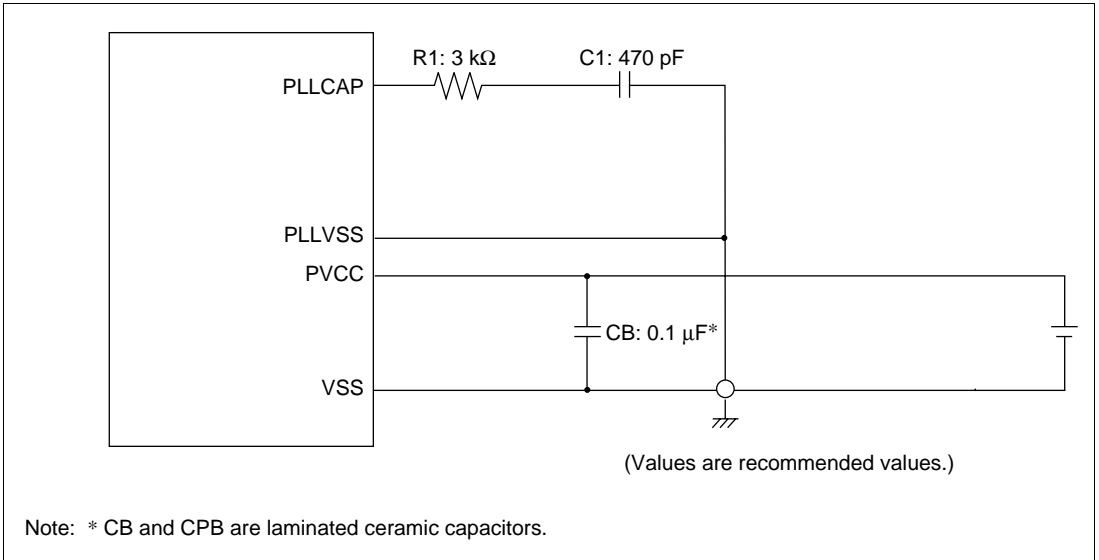 R1: 3 kΩ
C1: 470 pF
PLLCAP
PLLVSS
PVCC
CB: 0.1 μF*
VSS
(Values are recommended values.)
Note: * CB and CPB are laminated ceramic capacitors.